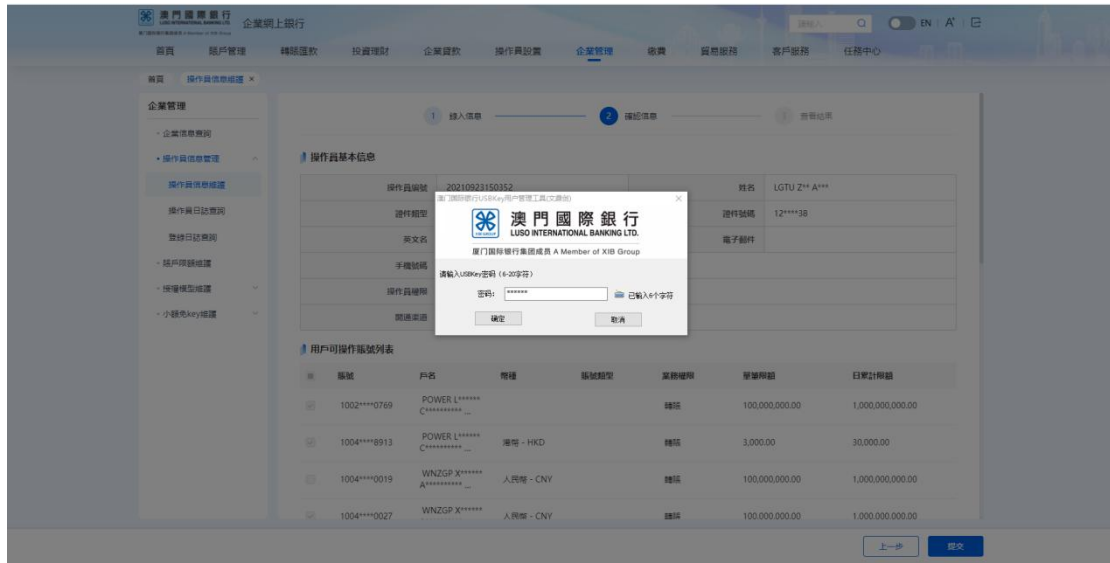 澳門國際銀行 企業網上銀行
LUSO INTERNATIONAL BANKING LTD.
請輸入 EN A
首頁 賬戶管理 轉賬匯款 投資理財 企業貸款 操作員設置 企業管理 繳費 貿易服務 客戶服務 任務中心
首頁 操作員信息維護 ×
企業管理
企業信息查詢
操作員信息管理
操作員信息維護
操作員日誌查詢
登錄日誌查詢
賬戶限額維護
授權模型維護
小額免key維護
1 錄入信息 2 確認信息 3
操作員基本信息
操作員編號 20210923150352 姓名 LGTU Z** A***
證件類型 證件號碼 12****38
英文名 電子郵件
手機號碼
操作員權限
開通渠道
厦门国际银行USBKey用户管理工具(文鼎创) ×
澳門國際銀行
LUSO INTERNATIONAL BANKING LTD.
厦门国际银行集团成员 A Member of XIB Group
请输入USBKey密码（6-20字符）
密码: ****** 已输入6个字符
确定 取消
用戶可操作賬號列表
賬號 戶名 幣種 賬號類型 業務權限 單筆限額 日累計限額
1002****0769 POWER L****** C********** ... 轉賬 100,000,000.00 1,000,000,000.00
1004****8913 POWER L****** C********** ... 港幣 - HKD 轉賬 3,000.00 30,000.00
1004****0019 WNZGP X****** A********** ... 人民幣 - CNY 轉賬 100,000,000.00 1,000,000,000.00
1004****0027 WNZGP X****** 人民幣 - CNY 轉賬 100,000,000.00 1,000,000,000.00
上一步 提交